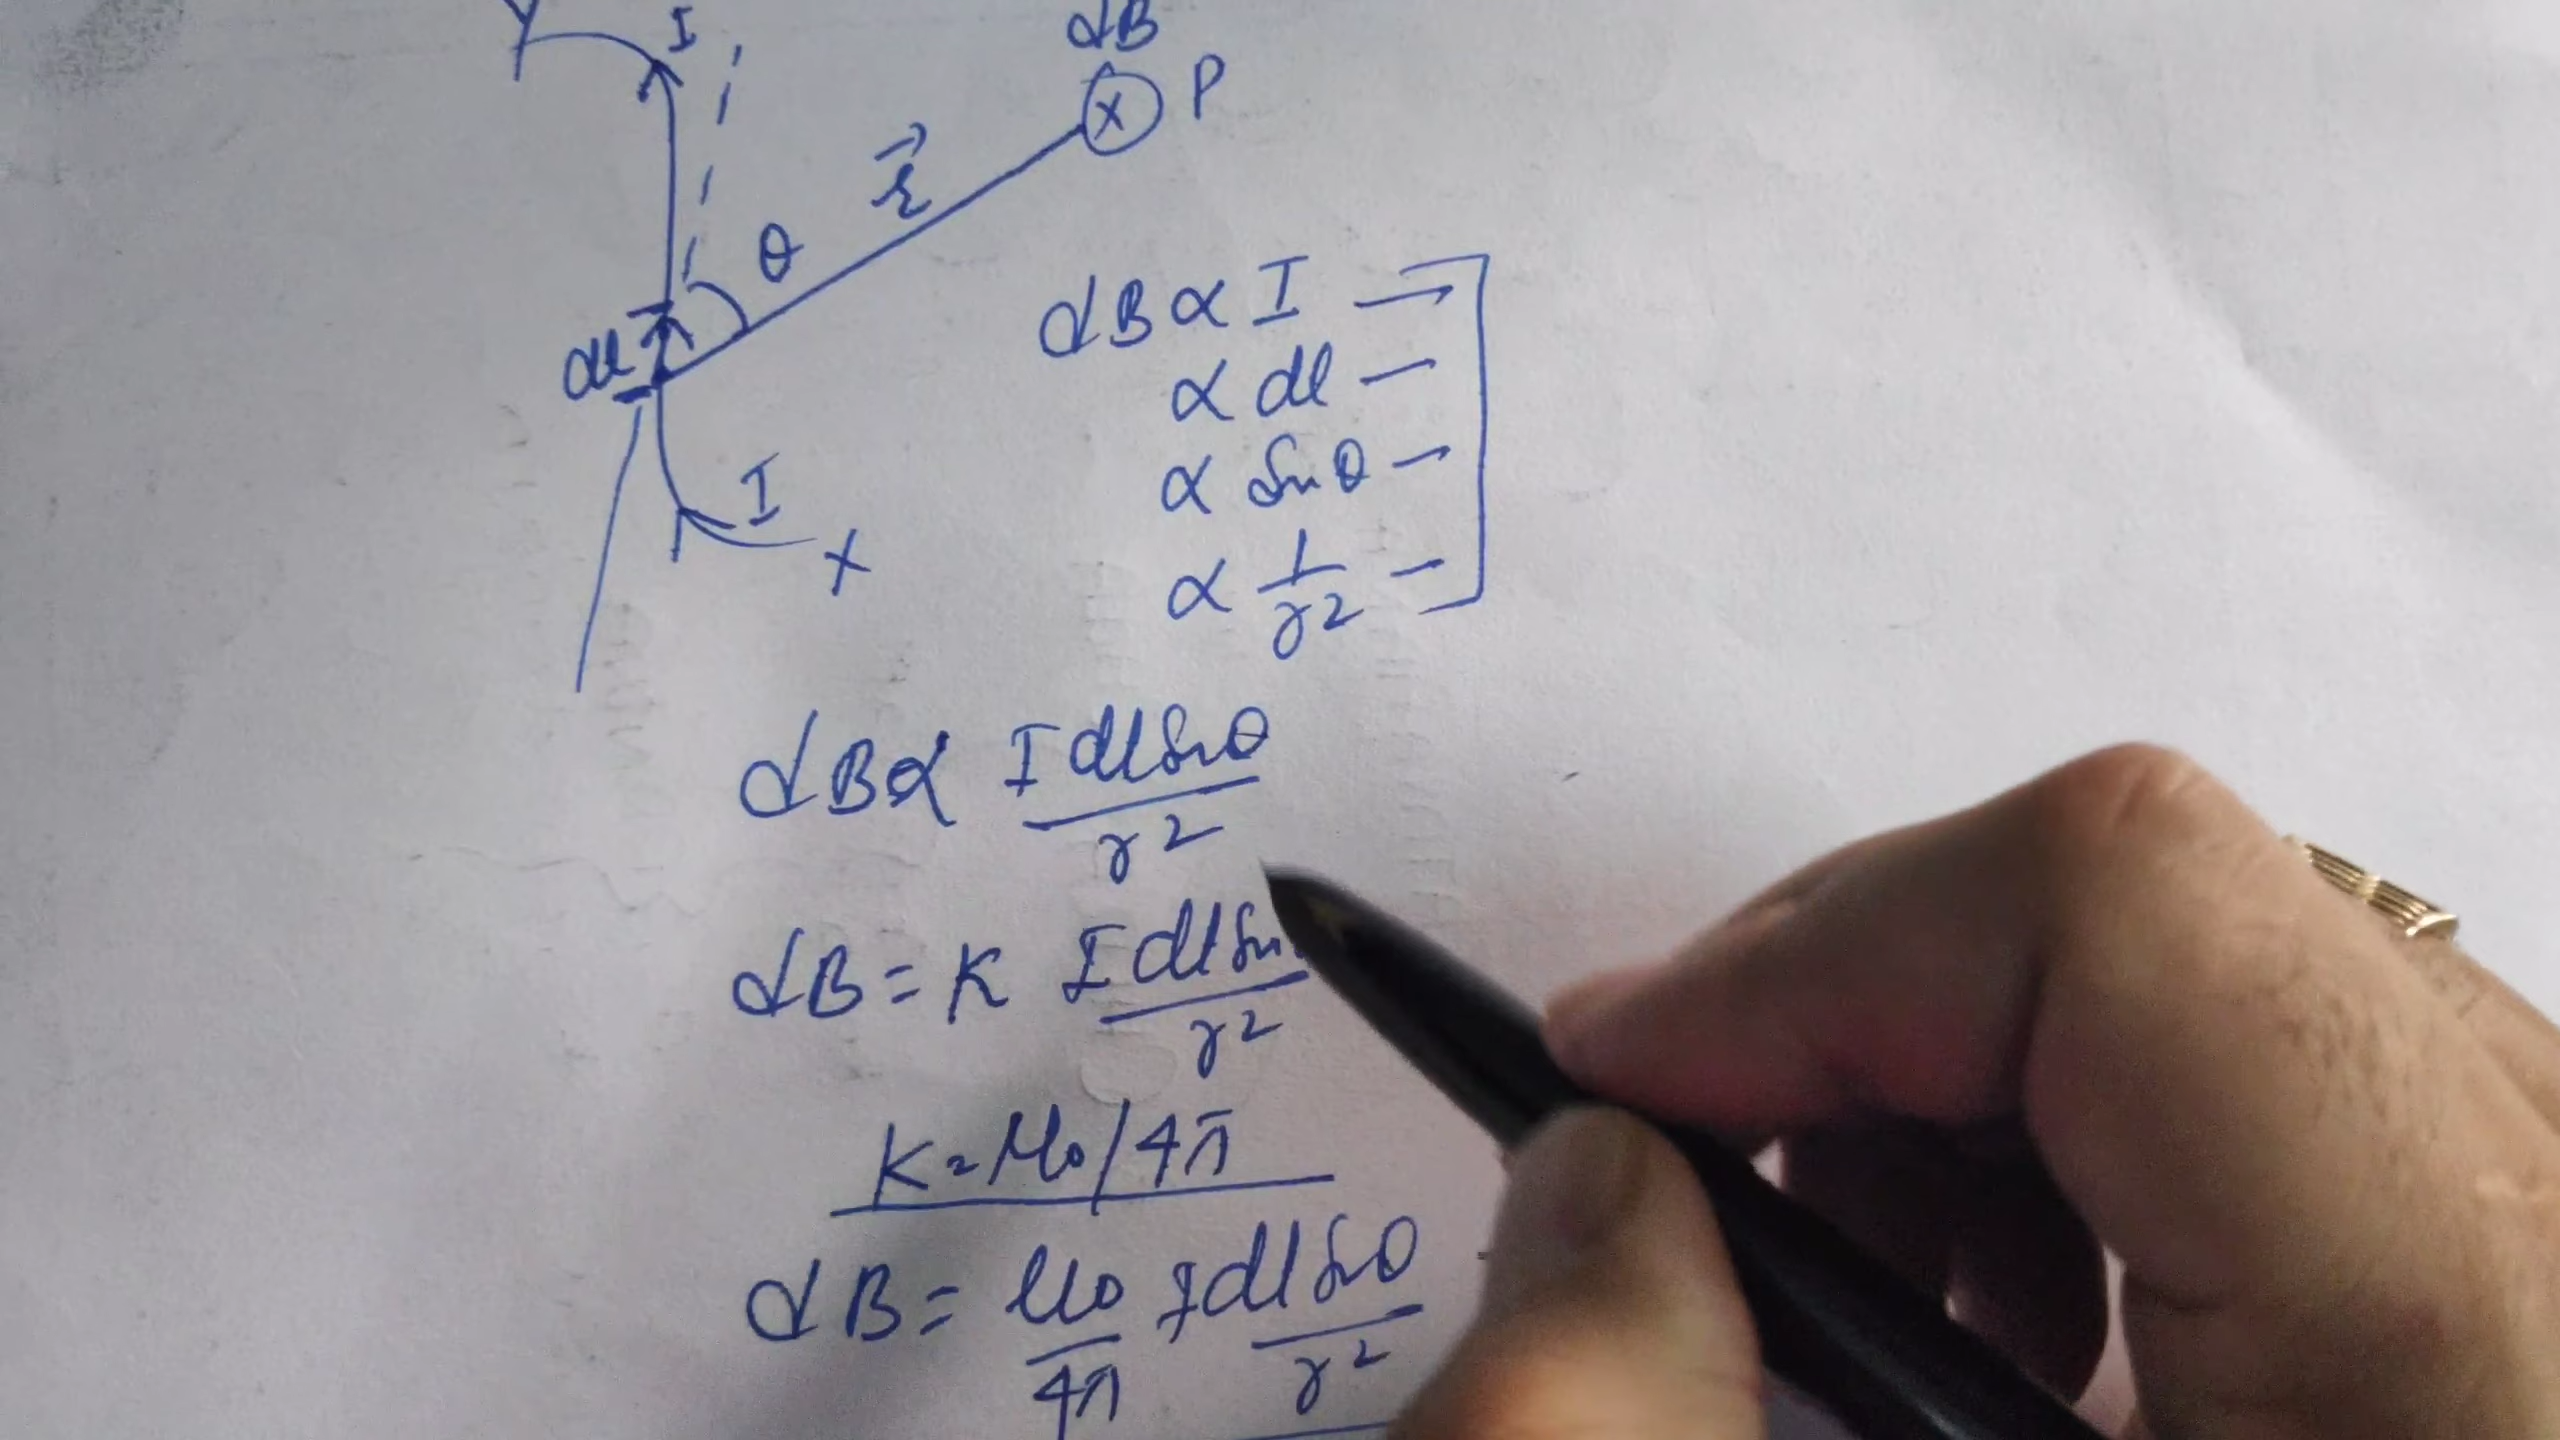 Y
I
dB
P
r⃗
θ
dl
I
X
dB ∝ I
∝ dl
∝ Sinθ
∝ 1/r2
dB ∝ I dl Sinθ / r2
dB = K I dl Sin / r2
K = μ0/4π
dB = μ0/4π I dl Sinθ / r2